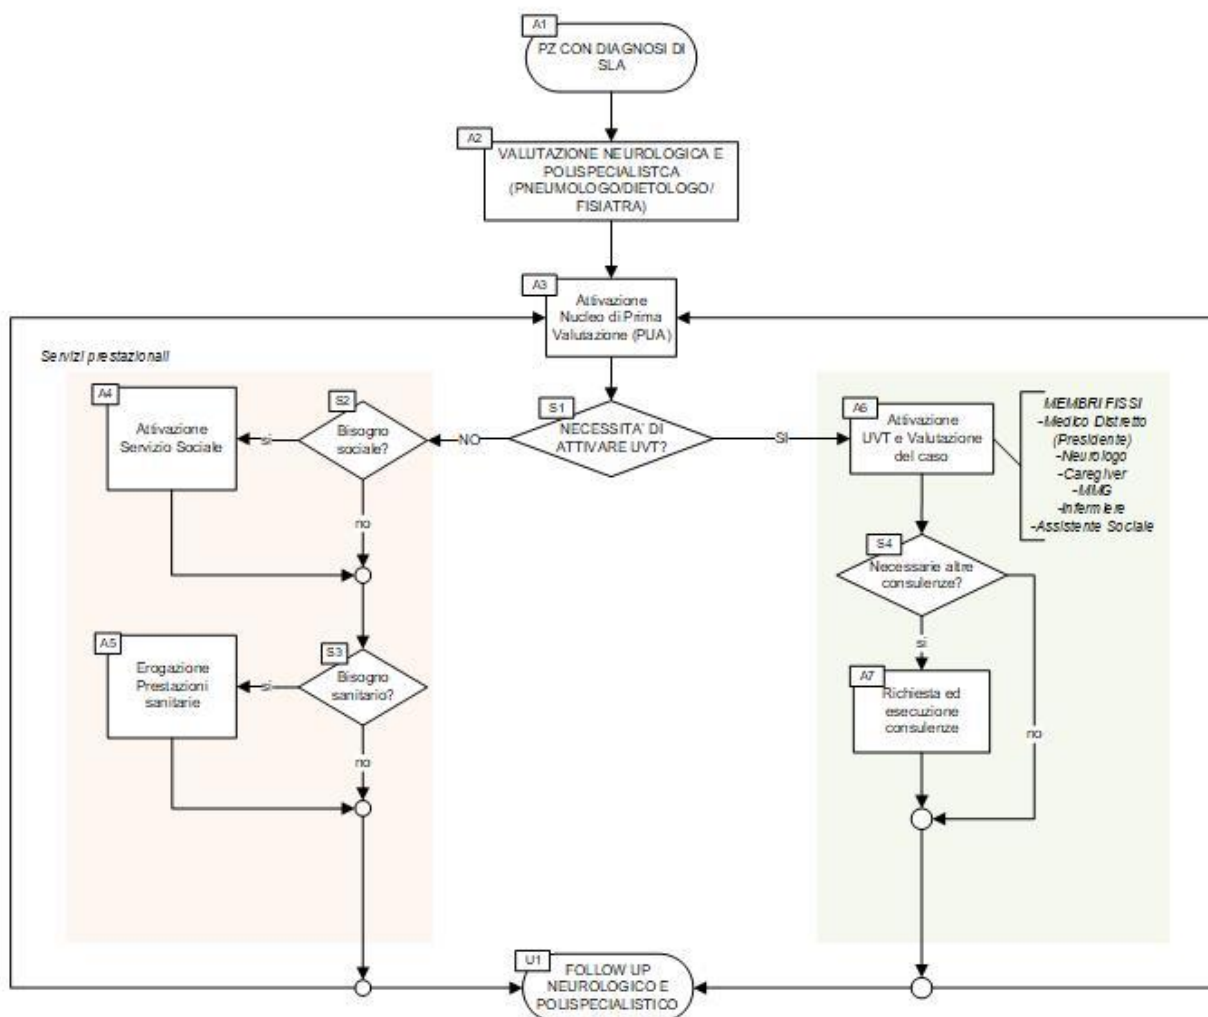 A1
PZ CON DIAGNOSI DI
SLA
A2
VALUTAZIONE NEUROLOGICA E
POLISPECIALISTCA
(PNEUMOLOGO/DIETOLOGO/
FISIATRA)
A3
Attivazione
Nucleo di Prima
Valutazione (PUA)
Servizi prestazionali
A4
Attivazione
Servizio Sociale
si
S2
Bisogno
sociale?
NO
S1
NECESSITA' DI
ATTIVARE UVT?
SI
A6
Attivazione
UVT e Valutazione
del caso
MEMBRI FISSI
-Medico Distretto
(Presidente)
-Neurologo
-Caregiver
-MMG
-Infermiere
-Assistente Sociale
no
S4
Necessarie altre
consulenze?
A5
Erogazione
Prestazioni
sanitarie
si
S3
Bisogno
sanitario?
si
A7
Richiesta ed
esecuzione
consulenze
no
no
U1
FOLLOW UP
NEUROLOGICO E
POLISPECIALISTICO